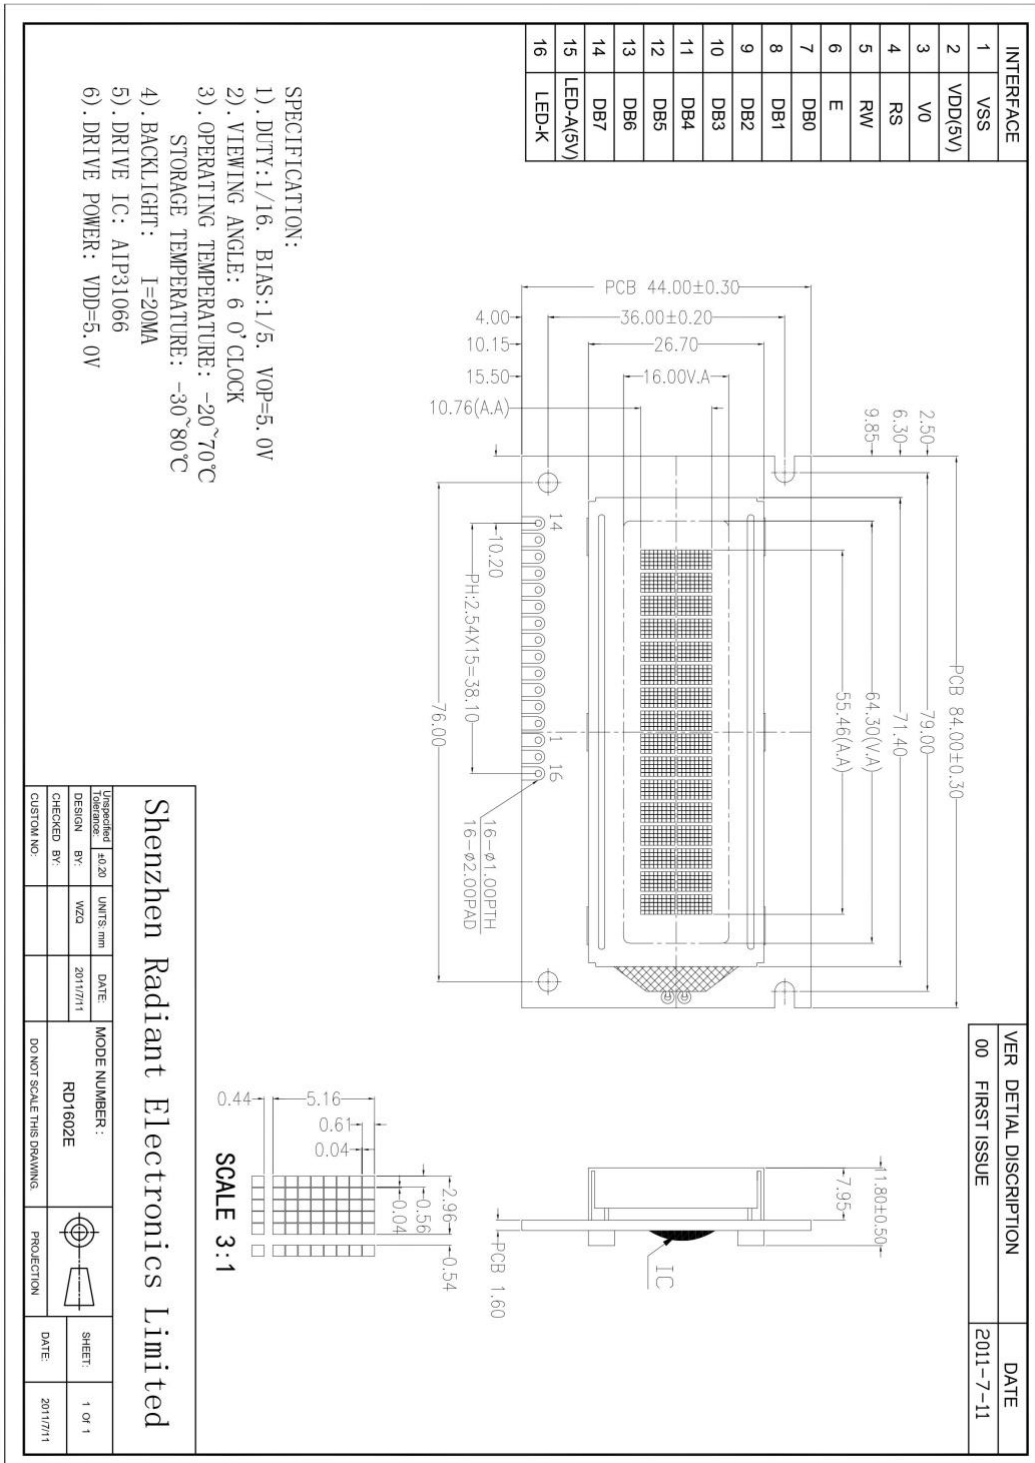 INTERFACE
1 VSS
2 VDD(5V)
3 V0
4 RS
5 RW
6 E
7 DB0
8 DB1
9 DB2
10 DB3
11 DB4
12 DB5
13 DB6
14 DB7
15 LED-A(5V)
16 LED-K
VER DETIAL DISCRIPTION DATE
00 FIRST ISSUE 2011-7-11
PCB 84.00±0.30
79.00
71.40
64.30(V.A)
55.46(A.A)
2.50
6.30
9.85
PCB 44.00±0.30
36.00±0.20
26.70
16.00V.A
4.00
10.15
15.50
10.76(A.A)
14
1
16
10.20
PH:2.54X15=38.10
76.00
16-ø1.00PTH
16-ø2.00PAD
11.80±0.50
7.95
IC
PCB 1.60
2.96
0.56
0.04
0.54
5.16
0.61
0.04
0.44
SCALE 3:1
SPECIFICATION:
1).DUTY:1/16. BIAS:1/5. VOP=5.0V
2).VIEWING ANGLE: 6 O'CLOCK
3).OPERATING TEMPERATURE: -20~70℃
STORAGE TEMPERATURE: -30~80℃
4).BACKLIGHT: I=20MA
5).DRIVE IC: AIP31066
6).DRIVE POWER: VDD=5.0V
Shenzhen Radiant Electronics Limited
Unspecified Tolerance: ±0.20 UNITS: mm DATE:
DESIGN BY: WZQ 2011/7/11
CHECKED BY:
CUSTOM NO:
MODE NUMBER :
RD1602E
DO NOT SCALE THIS DRAWING.
PROJECTION
SHEET: 1 Of 1
DATE: 2011/7/11